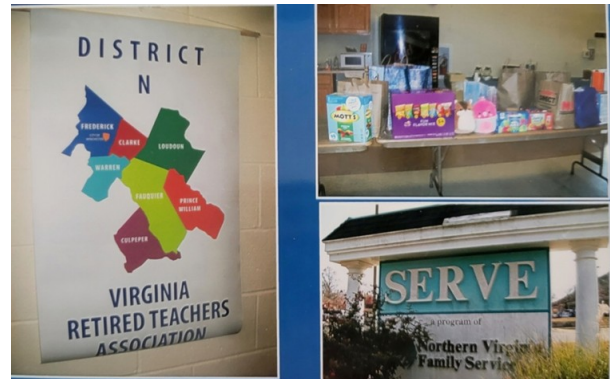 DISTRICT
N
FREDERICK
CLARKE
LOUDOUN
WARREN
FAUQUIER
PRINCE
WILLIAM
CULPEPER
VIRGINIA
RETIRED TEACHERS
ASSOCIATION
MOTT'S
SERVE
a program of
Northern Virginia
Family Service